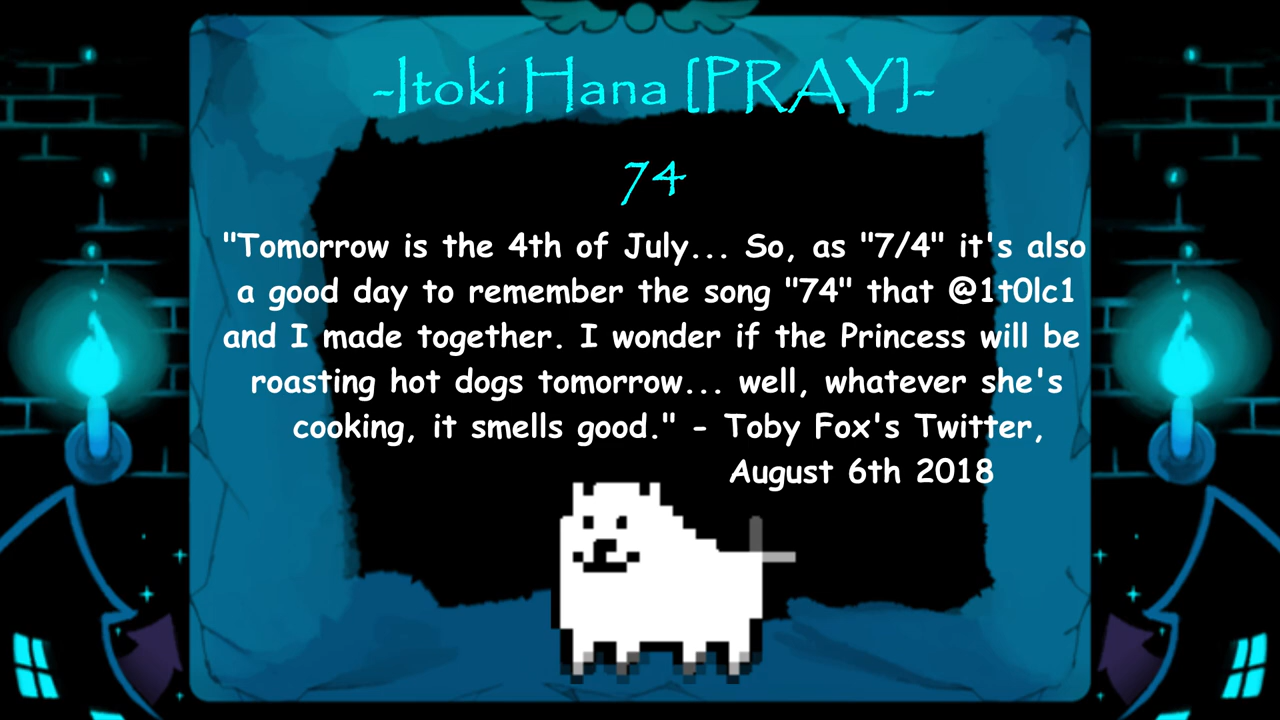 -Itoki Hana [PRAY]-
74
"Tomorrow is the 4th of July... So, as "7/4" it's also
a good day to remember the song "74" that @1t0lc1
and I made together. I wonder if the Princess will be
roasting hot dogs tomorrow... well, whatever she's
cooking, it smells good." - Toby Fox's Twitter,
August 6th 2018